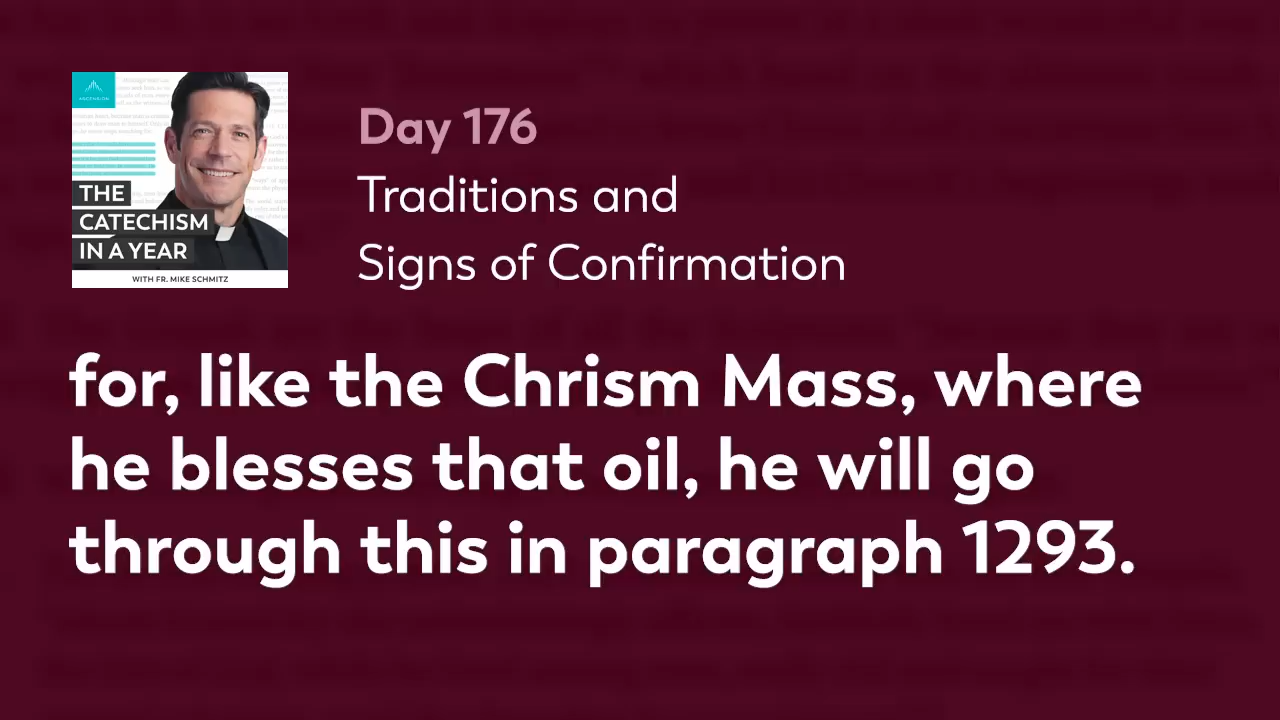 ASCENSION
THE
CATECHISM
IN A YEAR
WITH FR. MIKE SCHMITZ
Day 176
Traditions and
Signs of Confirmation
for, like the Chrism Mass, where
he blesses that oil, he will go
through this in paragraph 1293.